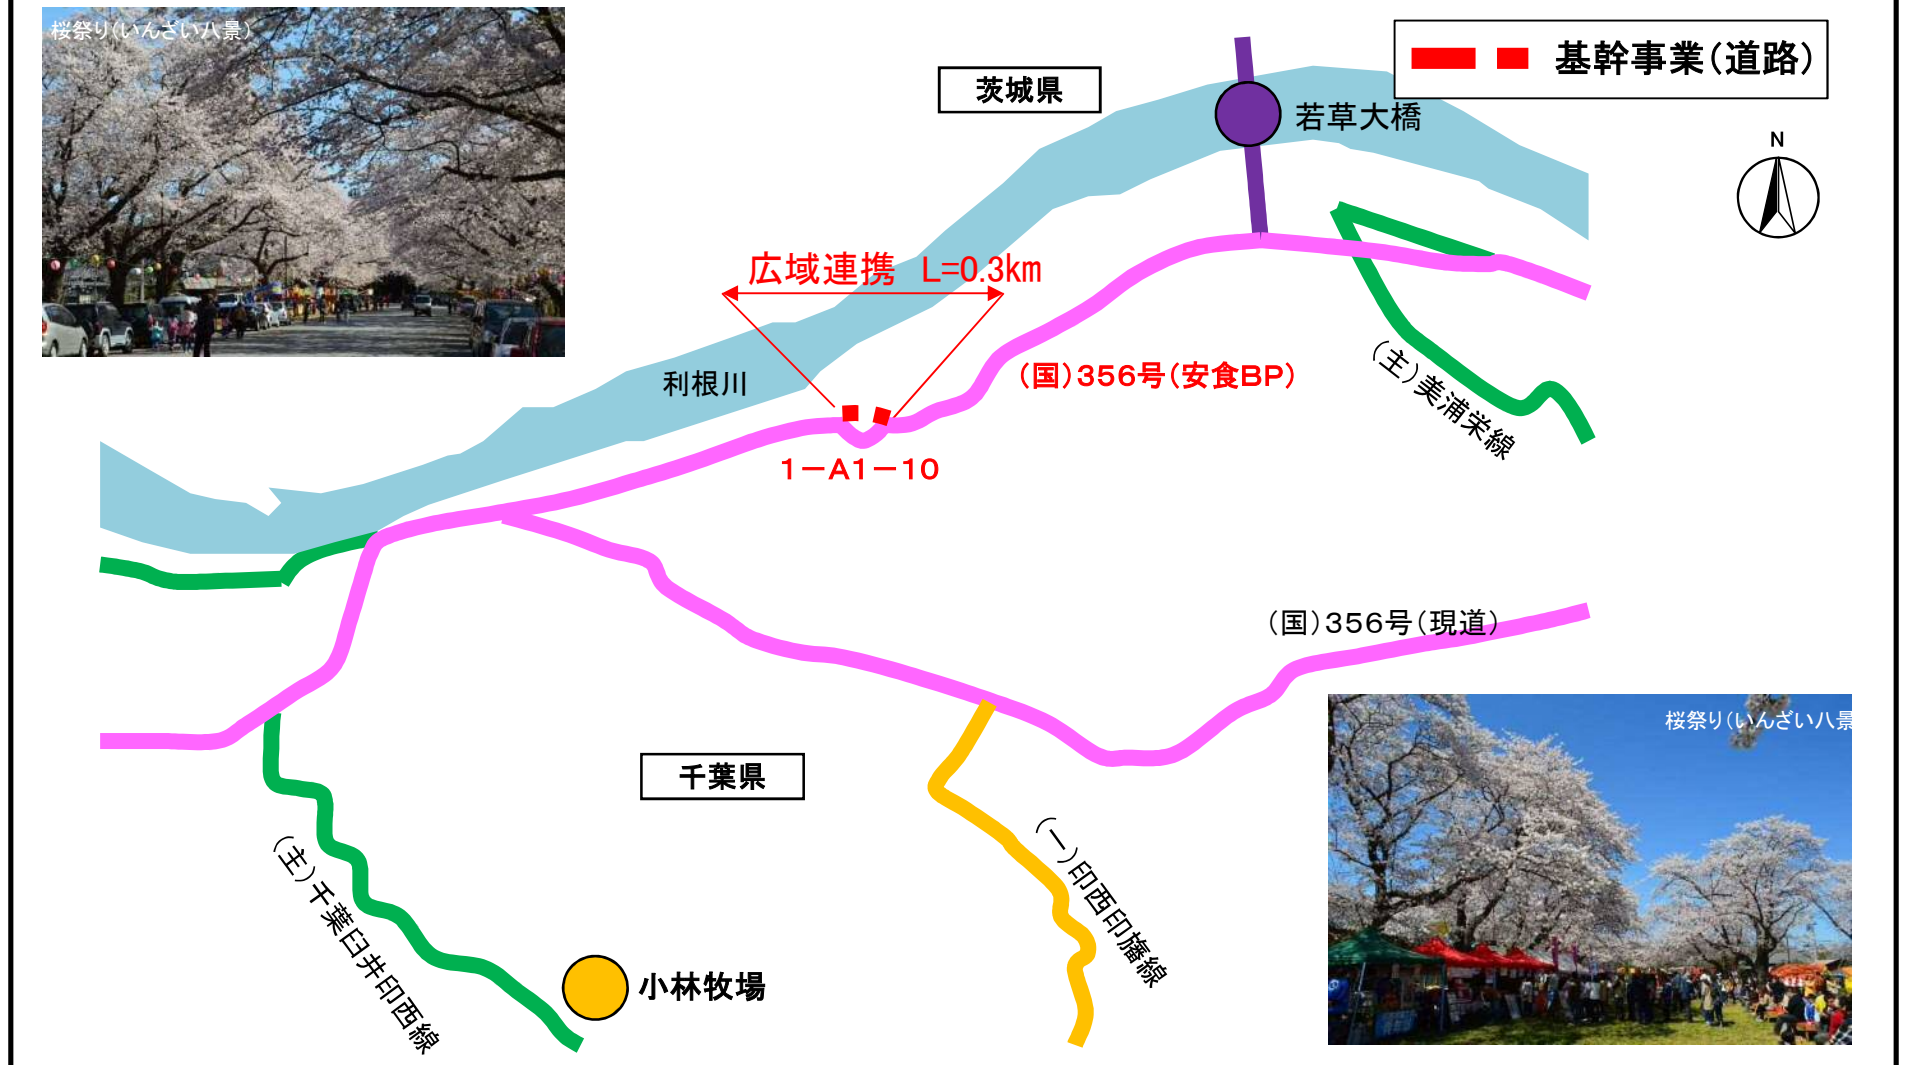 桜祭り(いんざい八景)
基幹事業(道路)
茨城県
若草大橋
N
広域連携 L=0.3km
利根川
(国)356号(安食BP)
(主)美浦栄線
1-A1-10
(国)356号(現道)
桜祭り(いんざい八景
千葉県
(主)千葉臼井印西線
(一)印西印旛線
小林牧場